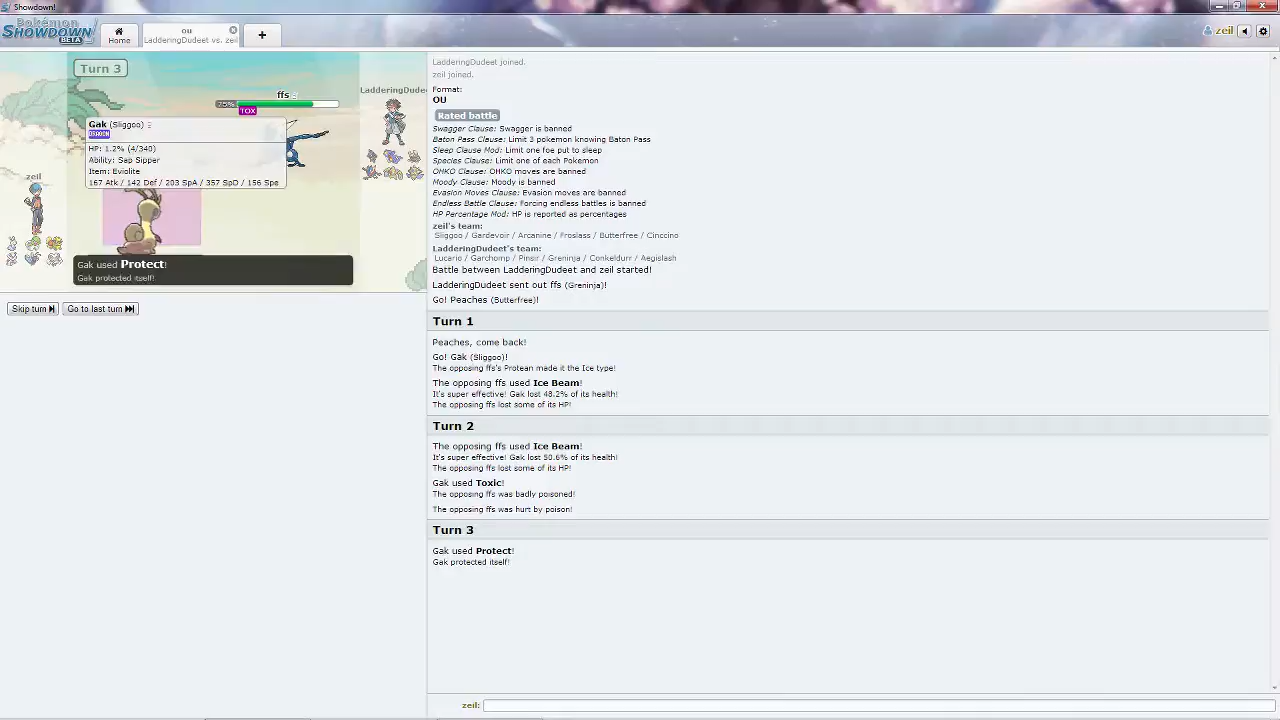 Showdown!
Pokémon
SHOWDOWN
BETA
Home
ou
LadderingDudeet vs. zeil
+
zeil
Turn 3
LadderingDudeet
ffs
75%
TOX
Gak (Sliggoo)
DRAGON
HP: 1.2% (4/340)
Ability: Sap Sipper
Item: Eviolite
167 Atk / 142 Def / 203 SpA / 357 SpD / 156 Spe
zeil
Gak used Protect!
Gak protected itself!
Skip turn
Go to last turn
LadderingDudeet joined.
zeil joined.
Format:
OU
Rated battle
Swagger Clause: Swagger is banned
Baton Pass Clause: Limit 3 pokemon knowing Baton Pass
Sleep Clause Mod: Limit one foe put to sleep
Species Clause: Limit one of each Pokemon
OHKO Clause: OHKO moves are banned
Moody Clause: Moody is banned
Evasion Moves Clause: Evasion moves are banned
Endless Battle Clause: Forcing endless battles is banned
HP Percentage Mod: HP is reported as percentages
zeil's team:
Sliggoo / Gardevoir / Arcanine / Froslass / Butterfree / Cinccino
LadderingDudeet's team:
Lucario / Garchomp / Pinsir / Greninja / Conkeldurr / Aegislash
Battle between LadderingDudeet and zeil started!
LadderingDudeet sent out ffs (Greninja)!
Go! Peaches (Butterfree)!
Turn 1
Peaches, come back!
Go! Gak (Sliggoo)!
The opposing ffs's Protean made it the Ice type!
The opposing ffs used Ice Beam!
It's super effective! Gak lost 48.2% of its health!
The opposing ffs lost some of its HP!
Turn 2
The opposing ffs used Ice Beam!
It's super effective! Gak lost 50.6% of its health!
The opposing ffs lost some of its HP!
Gak used Toxic!
The opposing ffs was badly poisoned!
The opposing ffs was hurt by poison!
Turn 3
Gak used Protect!
Gak protected itself!
zeil: